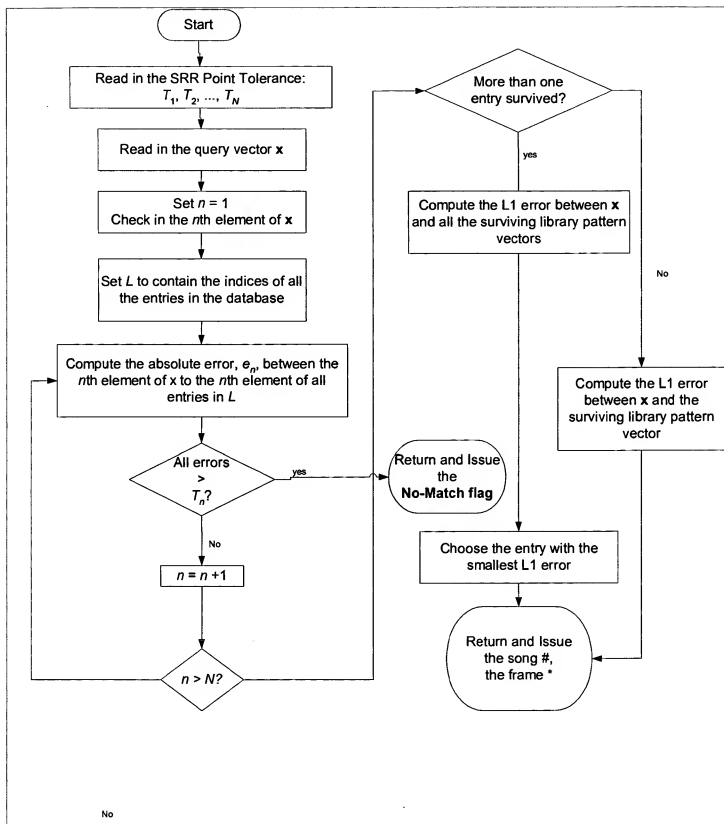 Start
Read in the SRR Point Tolerance:
T1, T2, ..., TN
Read in the query vector x
Set n = 1
Check in the nth element of x
Set L to contain the indices of all
the entries in the database
Compute the absolute error, en, between the
nth element of x to the nth element of all
entries in L
All errors
>
Tn?
yes
Return and Issue
the
No-Match flag
No
n = n +1
n > N?
No
More than one
entry survived?
yes
Compute the L1 error between x
and all the surviving library pattern
vectors
No
Compute the L1 error
between x and the
surviving library pattern
vector
Choose the entry with the
smallest L1 error
Return and Issue
the song #,
the frame *